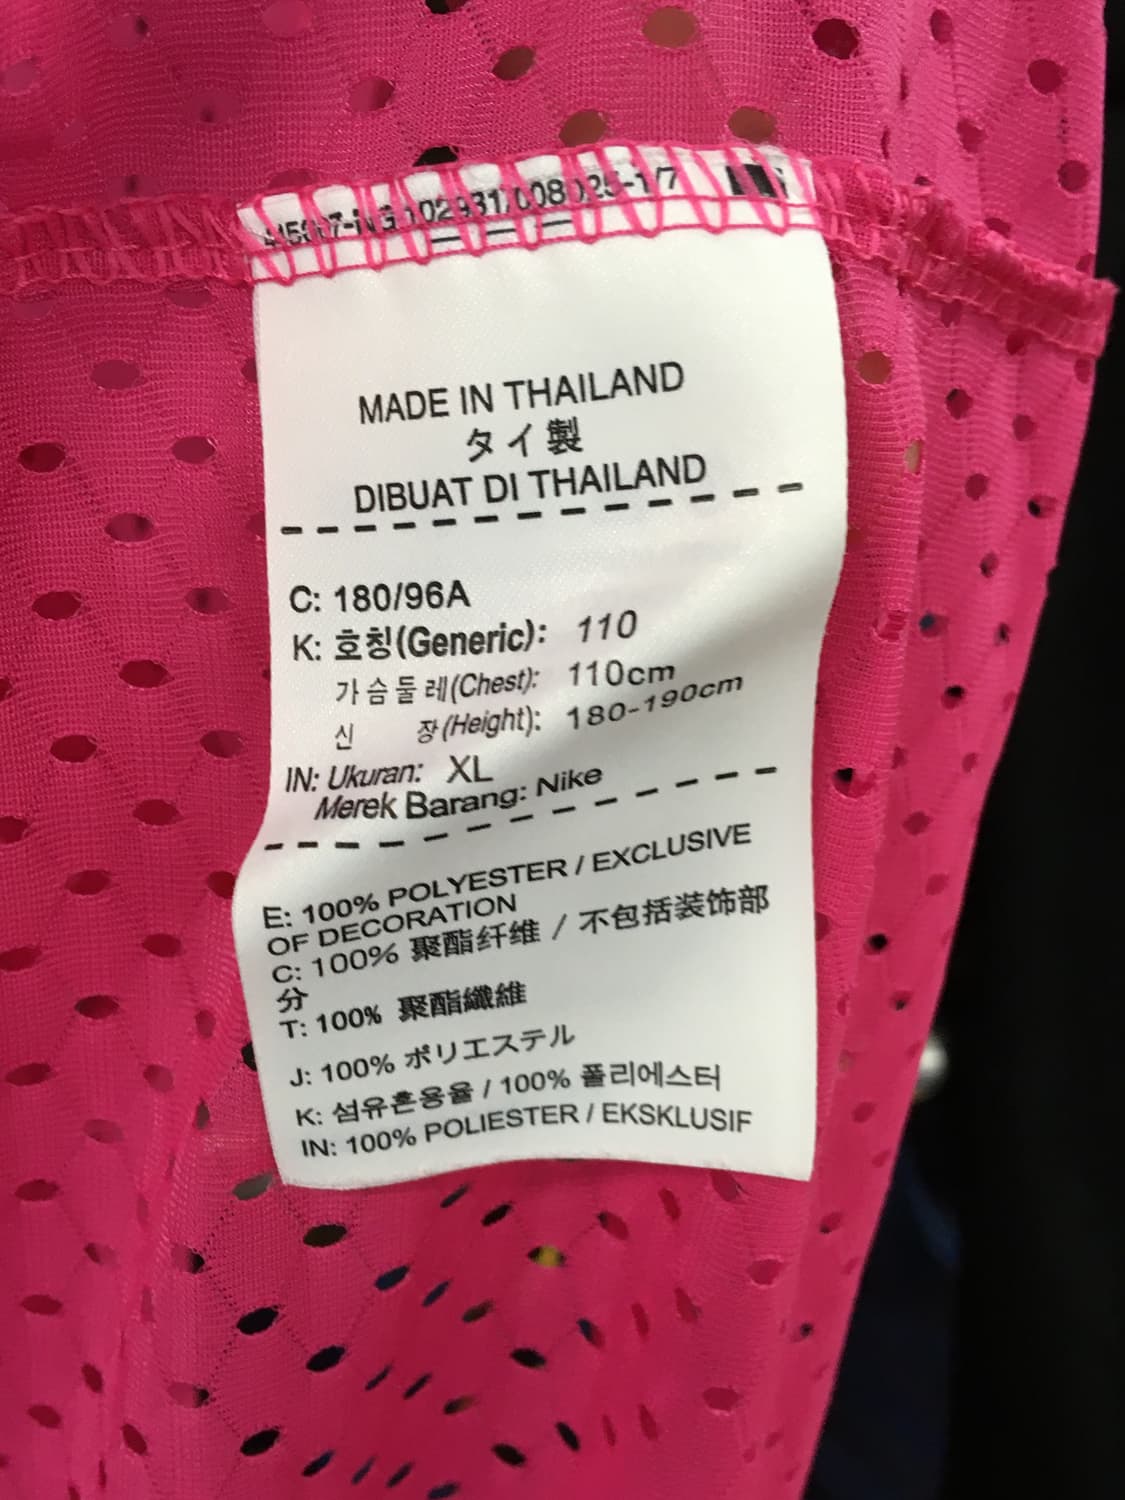 MADE IN THAILAND
タイ製
DIBUAT DI THAILAND
C: 180/96A
K: 호칭(Generic): 110
가슴둘레(Chest): 110cm
신 장(Height): 180-190cm
IN: Ukuran: XL
Merek Barang: Nike
E: 100% POLYESTER / EXCLUSIVE
OF DECORATION
C: 100% 聚酯纤维 / 不包括装饰部
分
T: 100% 聚酯纖維
J: 100% ポリエステル
K: 섬유혼용율 / 100% 폴리에스터
IN: 100% POLIESTER / EKSKLUSIF